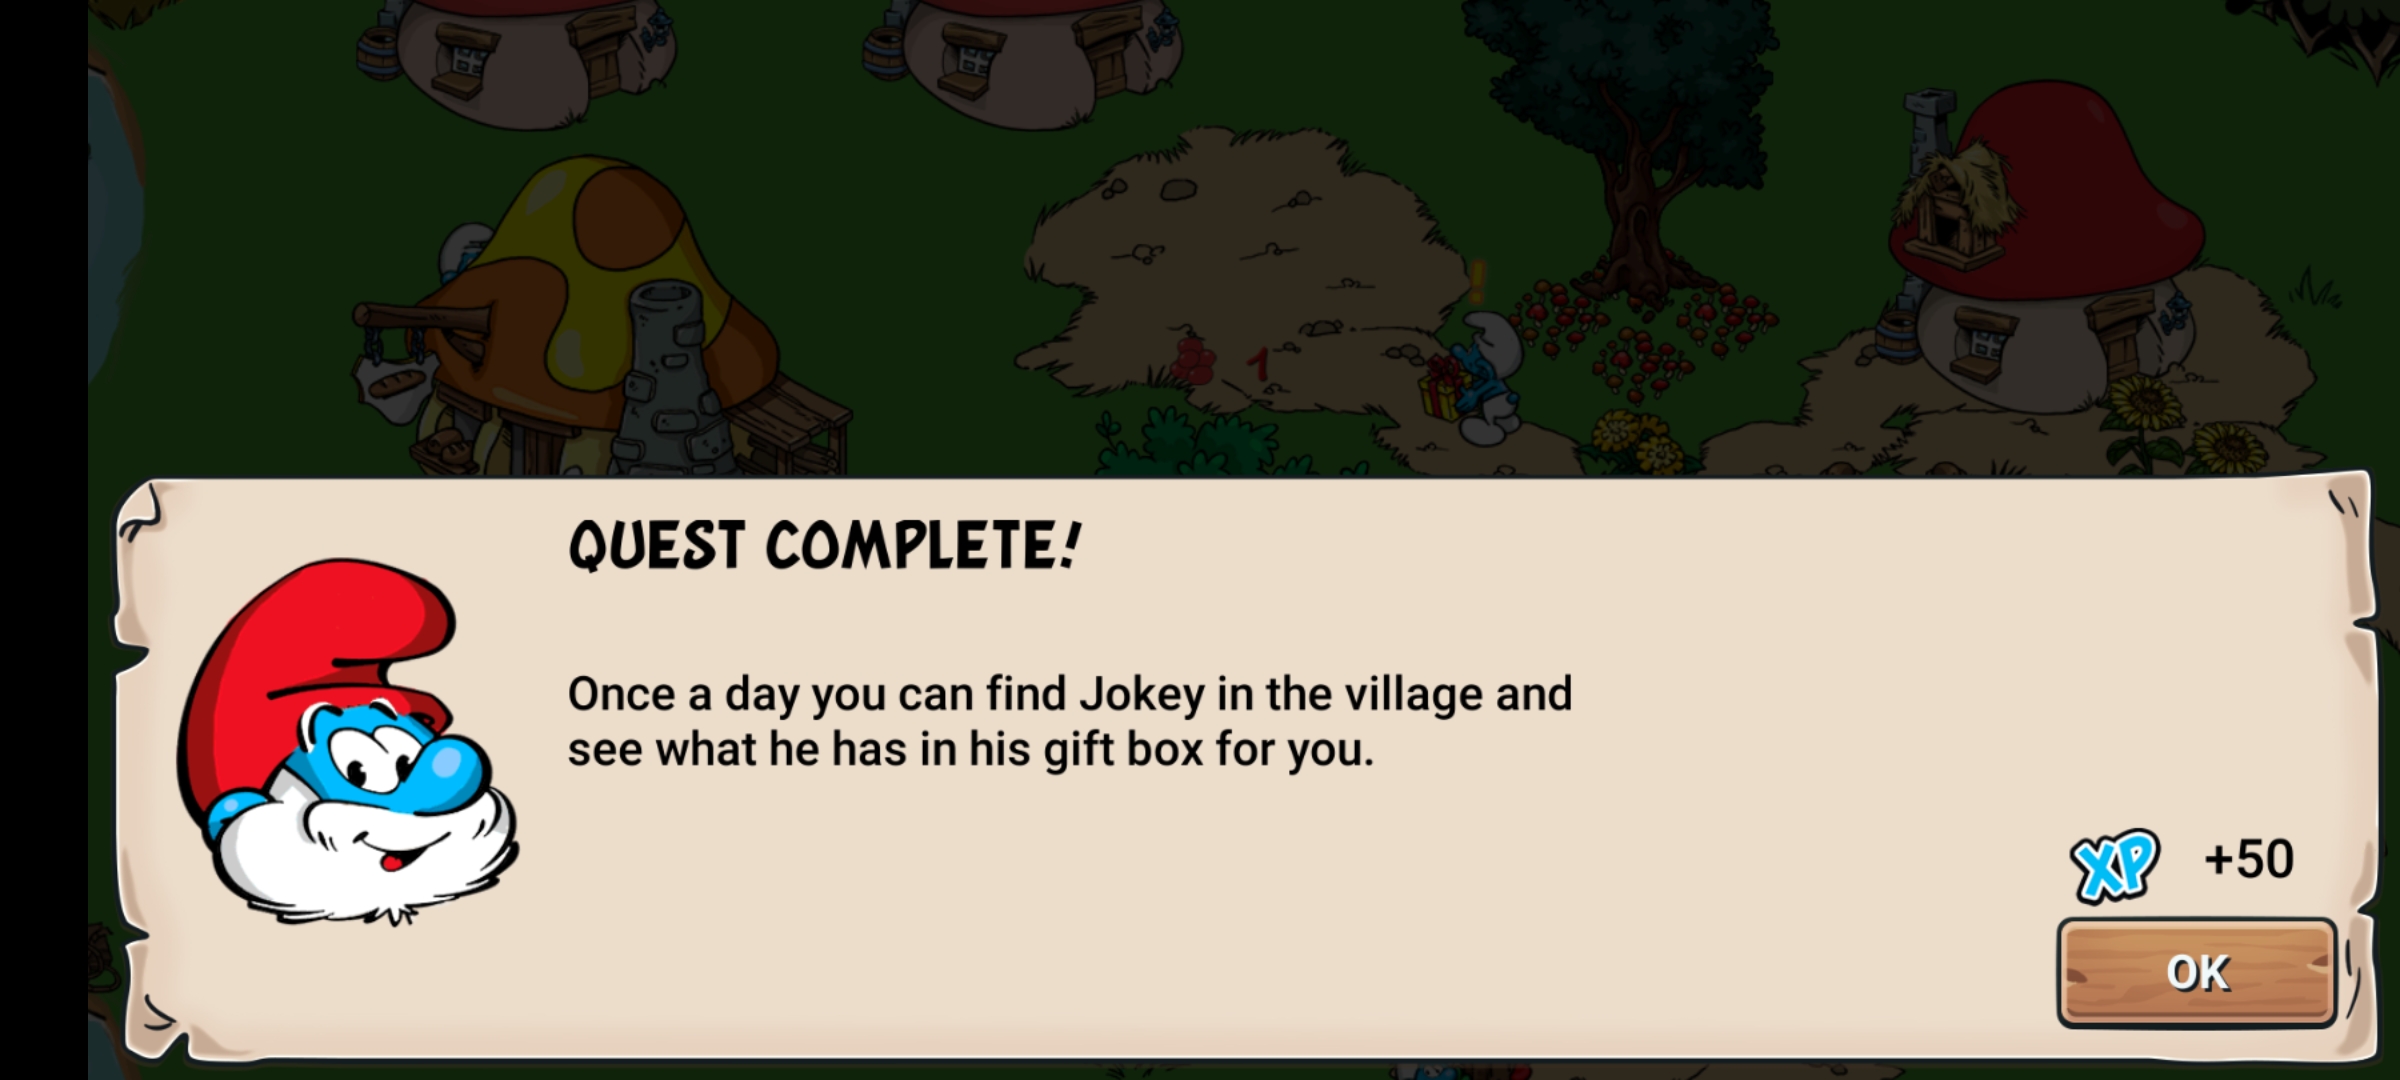 1
QUEST COMPLETE!
Once a day you can find Jokey in the village and
see what he has in his gift box for you.
XP +50
OK